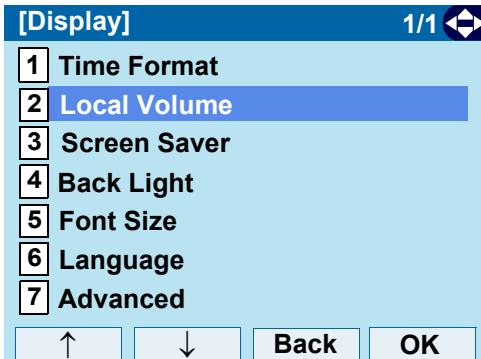 [Display] 1/1
1 Time Format
2 Local Volume
3 Screen Saver
4 Back Light
5 Font Size
6 Language
7 Advanced
↑ ↓ Back OK